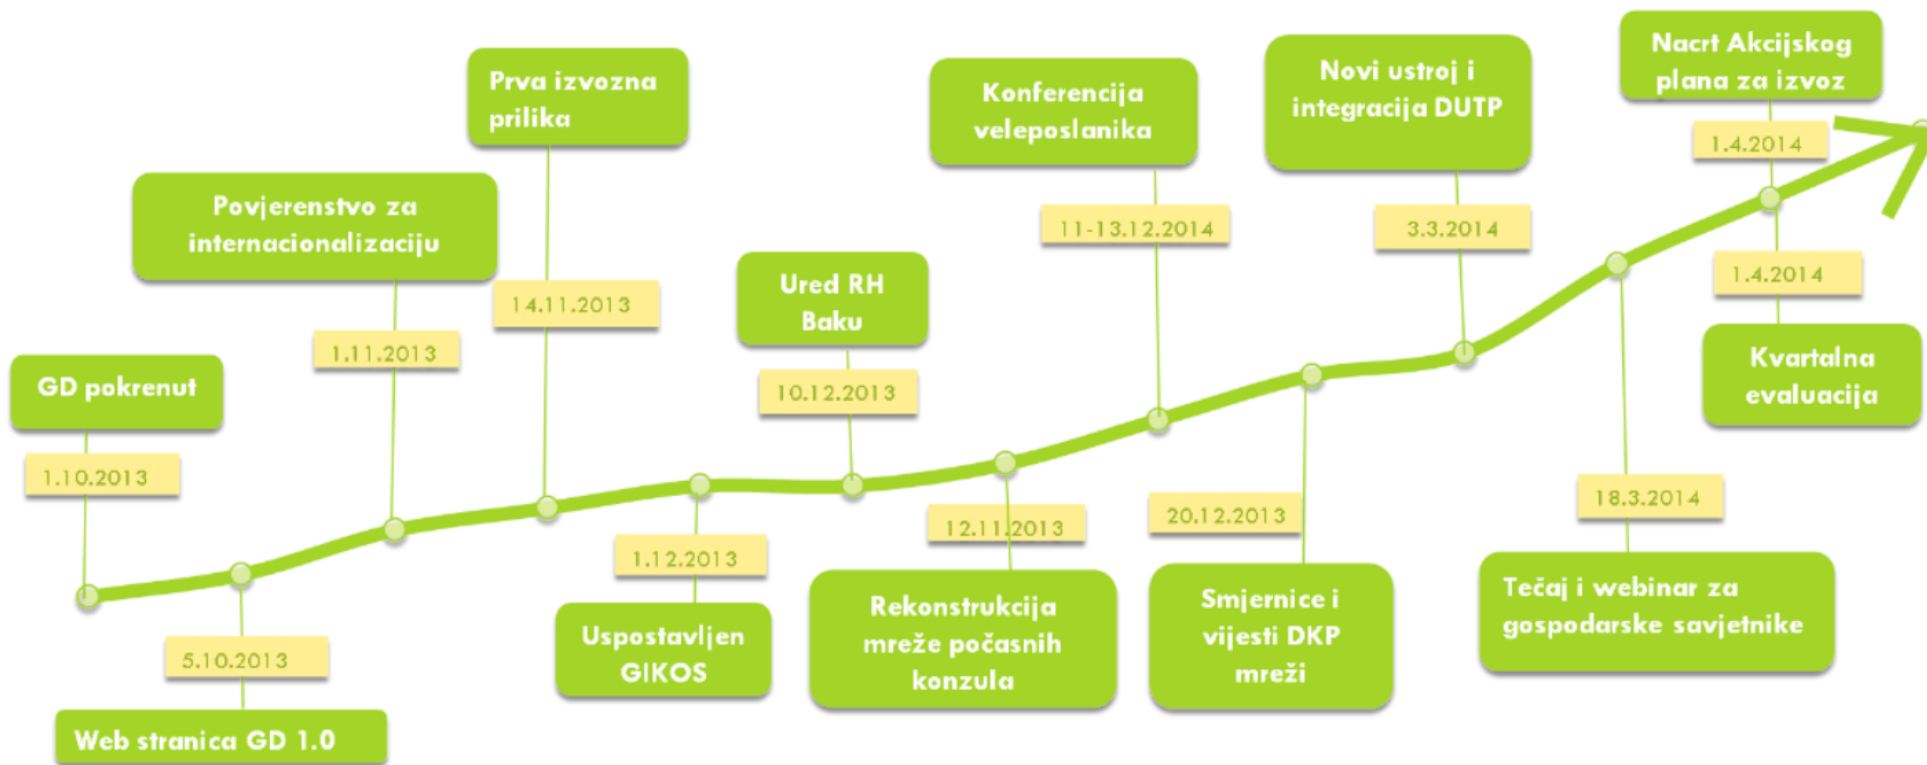 GD pokrenut
1.10.2013
5.10.2013
Web stranica GD 1.0
Povjerenstvo za
internacionalizaciju
1.11.2013
Prva izvozna
prilika
14.11.2013
1.12.2013
Uspostavljen
GIKOS
Ured RH
Baku
10.12.2013
12.11.2013
Rekonstrukcija
mreže počasnih
konzula
Konferencija
veleposlanika
11-13.12.2014
20.12.2013
Smjernice i
vijesti DKP
mreži
Novi ustroj i
integracija DUTP
3.3.2014
18.3.2014
Tečaj i webinar za
gospodarske savjetnike
Nacrt Akcijskog
plana za izvoz
1.4.2014
1.4.2014
Kvartalna
evaluacija